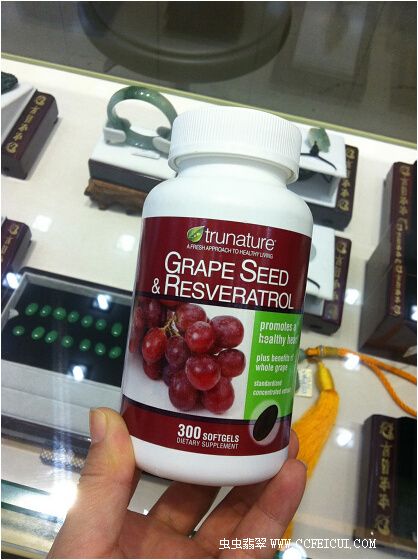 trunature®
A FRESH APPROACH TO HEALTHY LIVING
GRAPE SEED
& RESVERATROL
promotes a
healthy heart
plus benefits of
whole grape
standardized
concentrated extract
300 SOFTGELS
DIETARY SUPPLEMENT
虫虫翡翠 WWW.CCFEICUI.COM